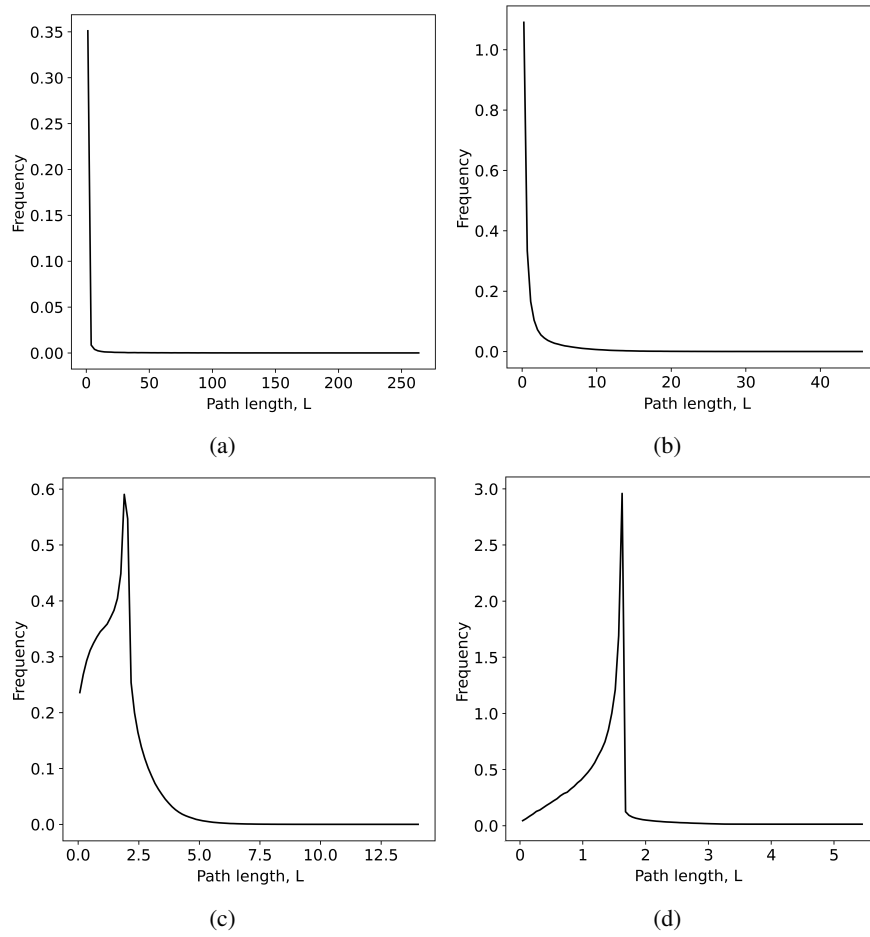 0.35
0.30
0.25
0.20
0.15
0.10
0.05
0.00
Frequency
0 50 100 150 200 250
Path length, L
(a)
1.0
0.8
0.6
0.4
0.2
0.0
Frequency
0 10 20 30 40
Path length, L
(b)
0.6
0.5
0.4
0.3
0.2
0.1
0.0
Frequency
0.0 2.5 5.0 7.5 10.0 12.5
Path length, L
(c)
3.0
2.5
2.0
1.5
1.0
0.5
0.0
Frequency
0 1 2 3 4 5
Path length, L
(d)